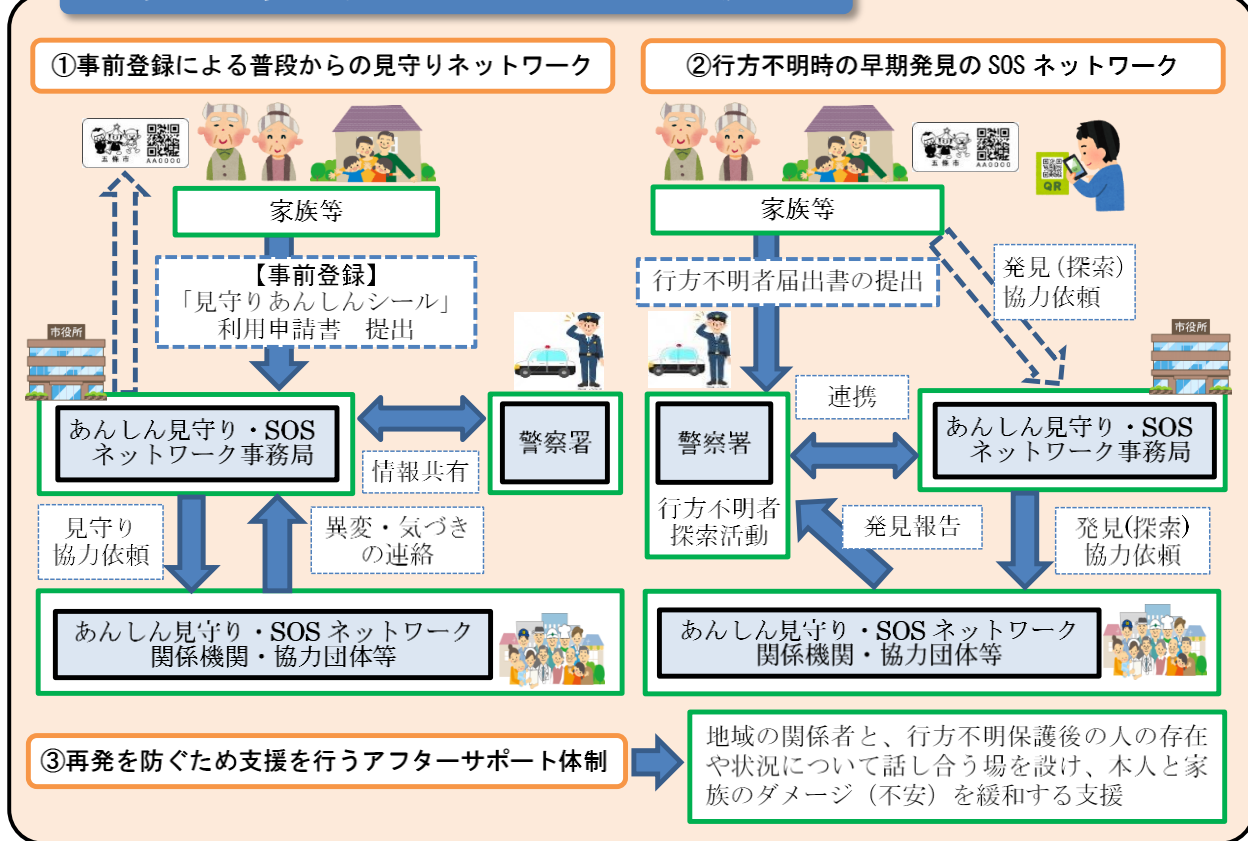 ①事前登録による普段からの見守りネットワーク
五條市
AA0000
家族等
【事前登録】
「見守りあんしんシール」
利用申請書　提出
市役所
あんしん見守り・SOS
ネットワーク事務局
情報共有
警察署
見守り
協力依頼
異変・気づき
の連絡
あんしん見守り・SOS ネットワーク
関係機関・協力団体等
②行方不明時の早期発見の SOS ネットワーク
五條市
AA0000
QR
家族等
行方不明者届出書の提出
発見(探索)
協力依頼
市役所
連携
警察署
行方不明者
探索活動
あんしん見守り・SOS
ネットワーク事務局
発見報告
発見(探索)
協力依頼
あんしん見守り・SOS ネットワーク
関係機関・協力団体等
③再発を防ぐため支援を行うアフターサポート体制
地域の関係者と、行方不明保護後の人の存在
や状況について話し合う場を設け、本人と家
族のダメージ（不安）を緩和する支援